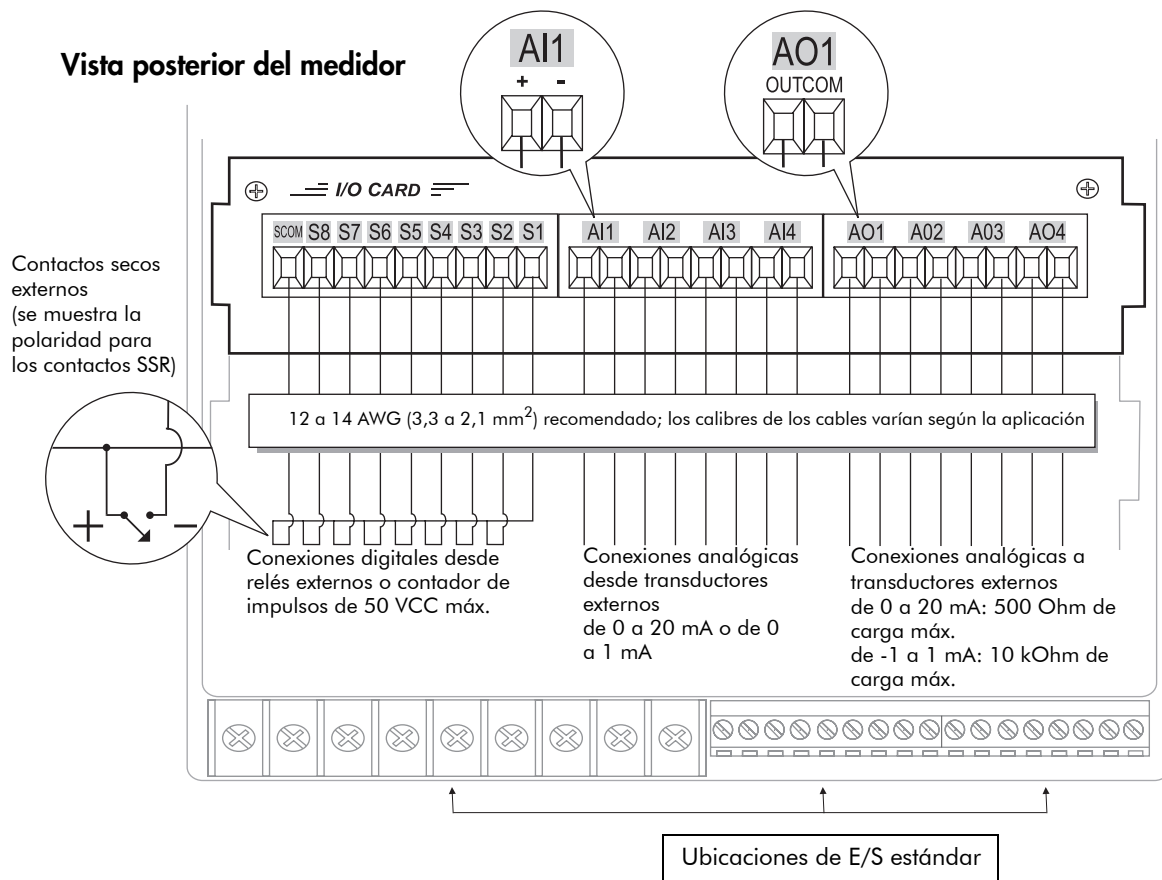 Vista posterior del medidor
AI1
+ -
AO1
OUTCOM
I/O CARD
SCOM S8 S7 S6 S5 S4 S3 S2 S1
AI1 AI2 AI3 AI4
AO1 A02 A03 AO4
Contactos secos
externos
(se muestra la
polaridad para
los contactos SSR)
+ -
12 a 14 AWG (3,3 a 2,1 mm²) recomendado; los calibres de los cables varían según la aplicación
Conexiones digitales desde
relés externos o contador de
impulsos de 50 VCC máx.
Conexiones analógicas
desde transductores
externos
de 0 a 20 mA o de 0
a 1 mA
Conexiones analógicas a
transductores externos
de 0 a 20 mA: 500 Ohm de
carga máx.
de -1 a 1 mA: 10 kOhm de
carga máx.
Ubicaciones de E/S estándar